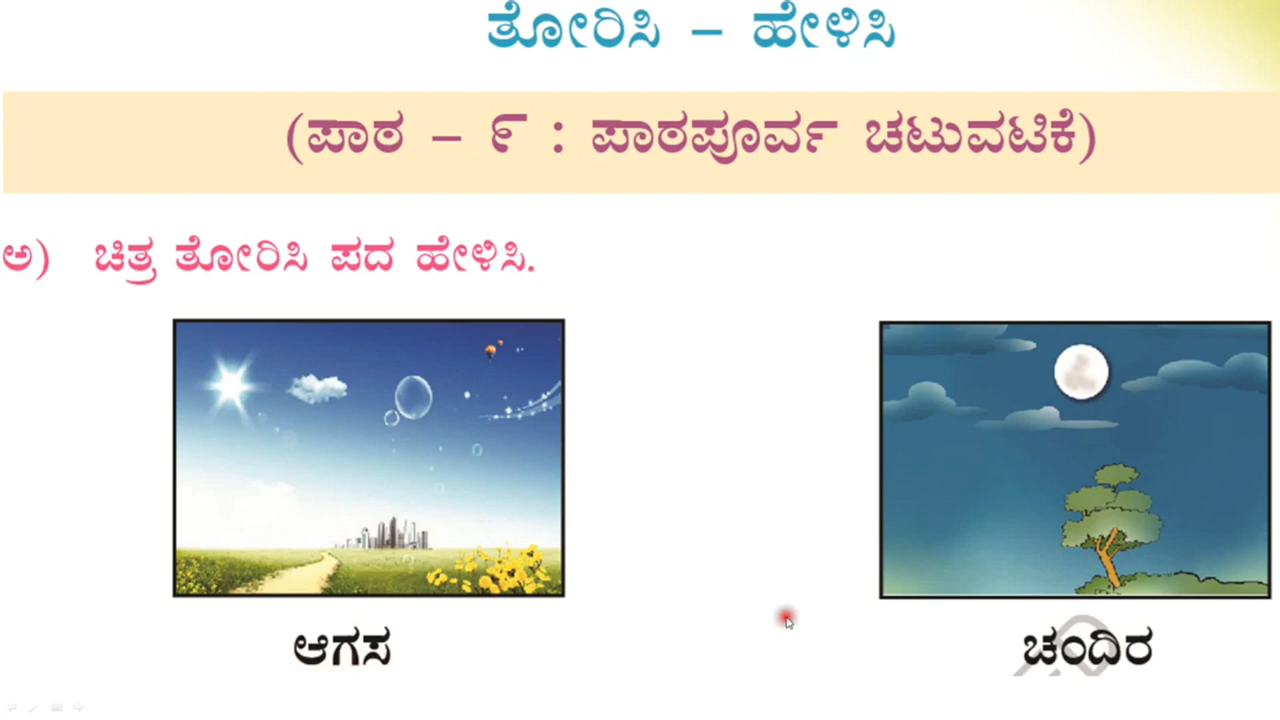 ತೋರಿಸಿ – ಹೇಳಿಸಿ
(ಪಾಠ – ೯ : ಪಾಠಪೂರ್ವ ಚಟುವಟಿಕೆ)
ಅ) ಚಿತ್ರ ತೋರಿಸಿ ಪದ ಹೇಳಿಸಿ.
ಆಗಸ ಚಂದಿರ